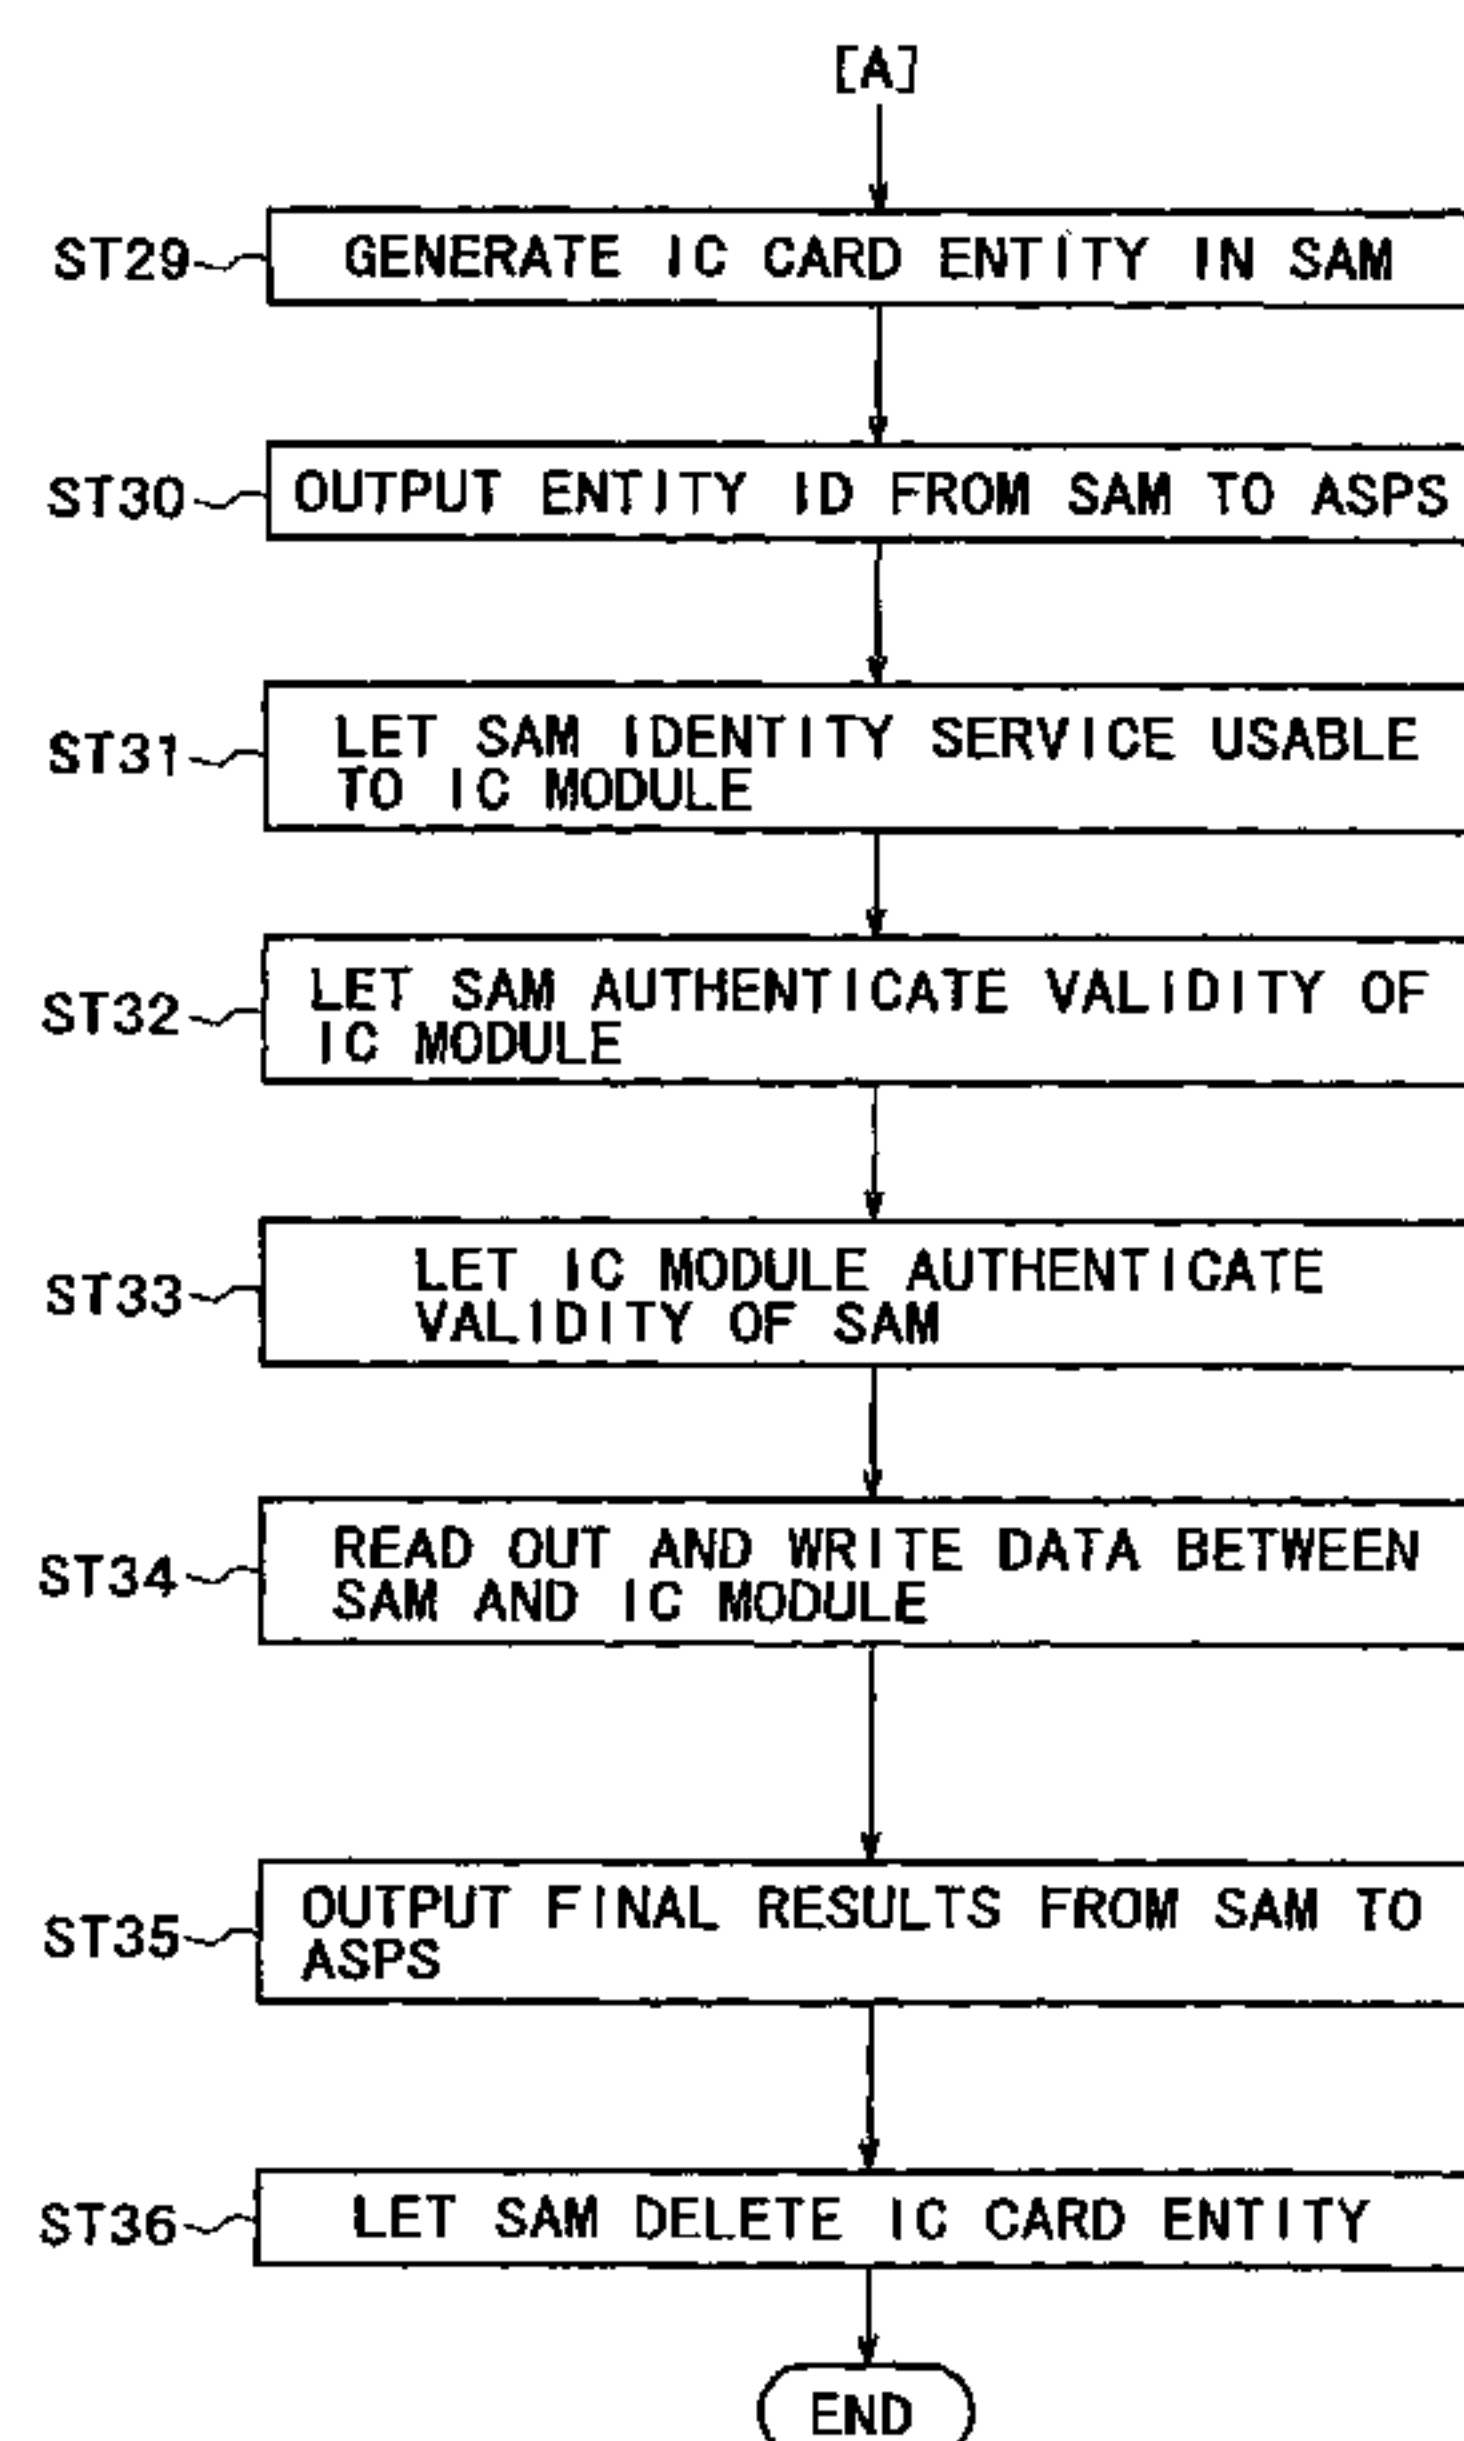 [A]
ST29 GENERATE IC CARD ENTITY IN SAM
ST30 OUTPUT ENTITY ID FROM SAM TO ASPS
ST31 LET SAM IDENTITY SERVICE USABLE
TO IC MODULE
ST32 LET SAM AUTHENTICATE VALIDITY OF
IC MODULE
ST33 LET IC MODULE AUTHENTICATE
VALIDITY OF SAM
ST34 READ OUT AND WRITE DATA BETWEEN
SAM AND IC MODULE
ST35 OUTPUT FINAL RESULTS FROM SAM TO
ASPS
ST36 LET SAM DELETE IC CARD ENTITY
END